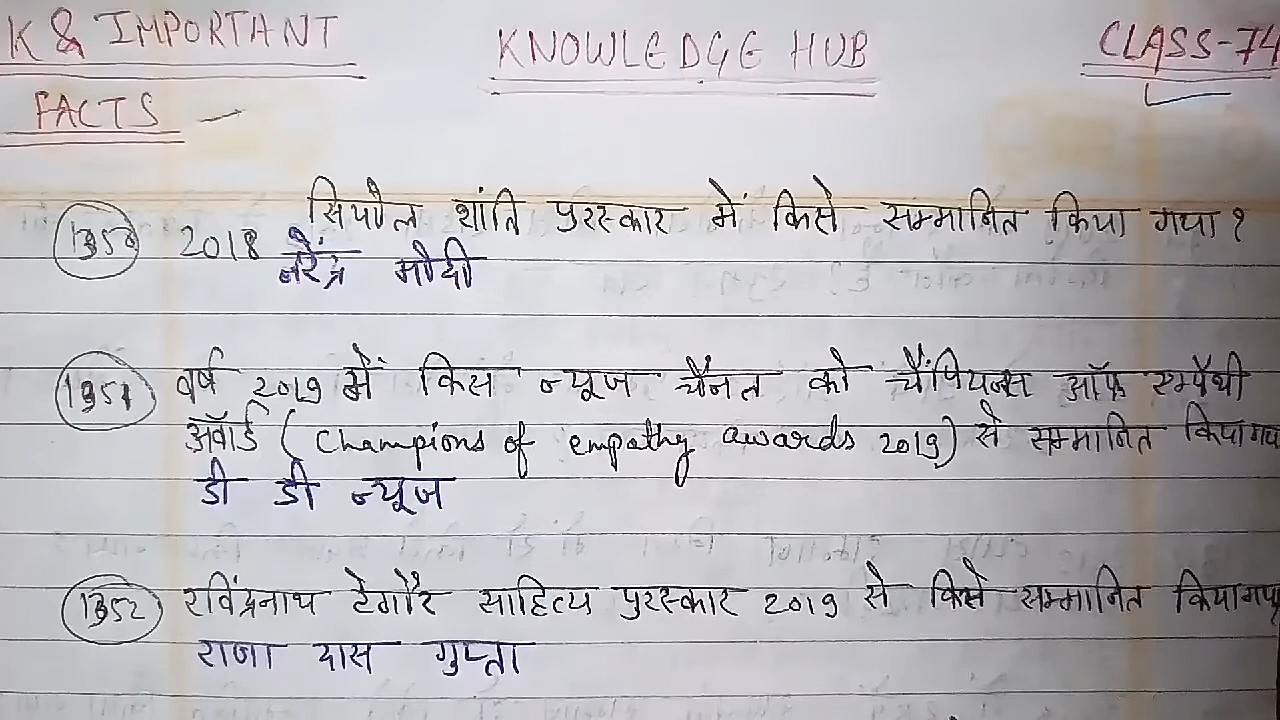 K & IMPORTANT
FACTS
KNOWLEDGE HUB
CLASS-74
1350 2018 सियोल शांति पुरस्कार में किसे सम्मानित किया गया?
नरेंद्र मोदी
1351 वर्ष 2019 में किस न्यूज चैनल को चैंपियन्स ऑफ एम्पैथी
अवॉर्ड (Champions of empathy awards 2019) से सम्मानित कियागया
डी डी न्यूज
1352 रविंद्रनाथ टेगौर साहित्य पुरस्कार 2019 से किसे सम्मानित कियागया
राजा दास गुप्ता